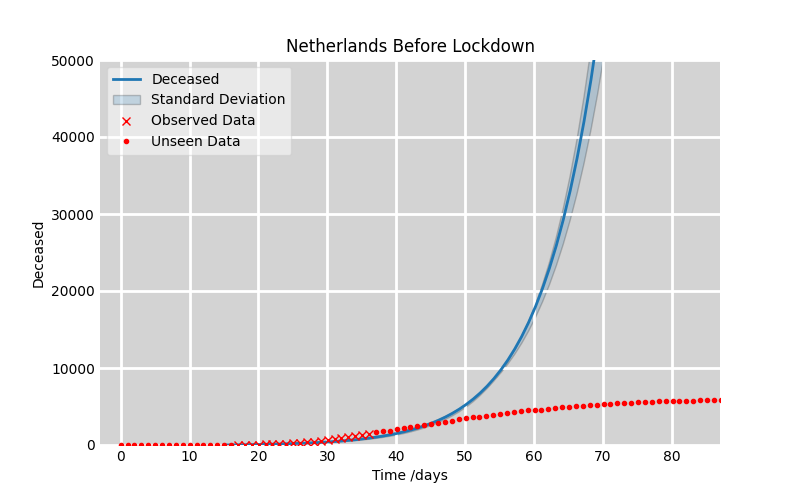 Netherlands Before Lockdown
50000
40000
30000
20000
10000
0
Deceased
Deceased
Standard Deviation
Observed Data
Unseen Data
0 10 20 30 40 50 60 70 80
Time /days